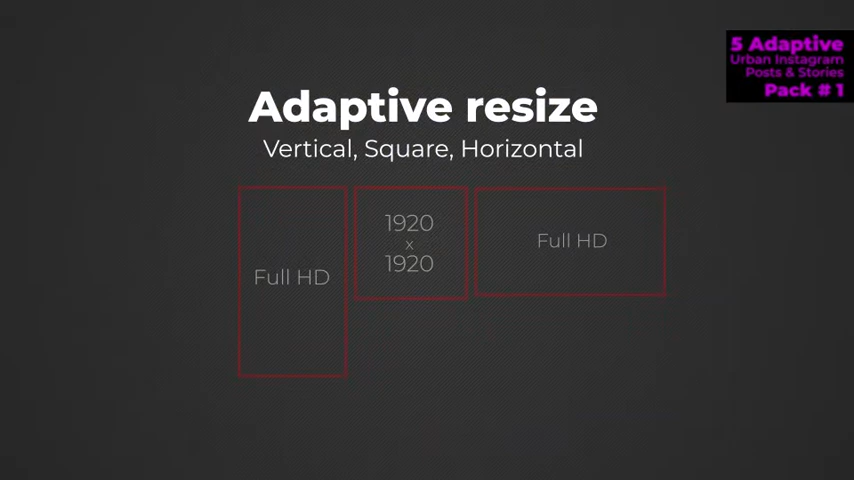 5 Adaptive
Urban Instagram
Posts & Stories
Pack # 1
Adaptive resize
Vertical, Square, Horizontal
Full HD
1920
x
1920
Full HD